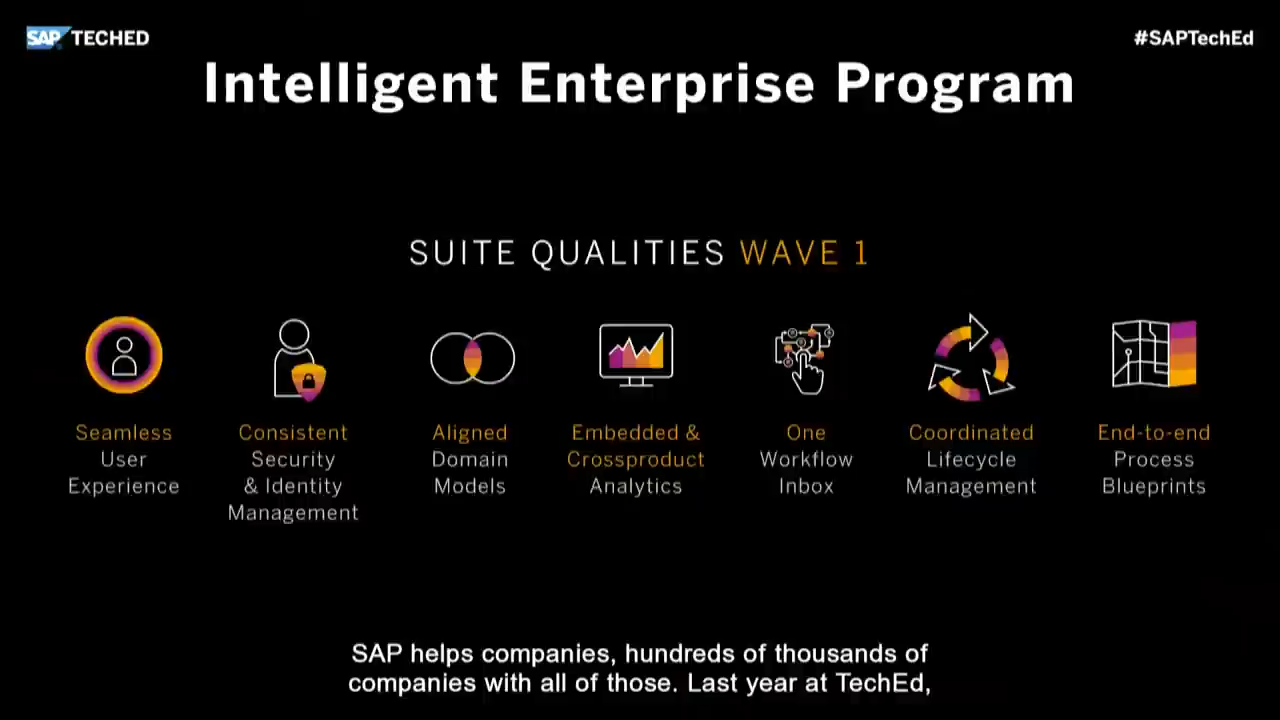 SAP TECHED
#SAPTechEd
Intelligent Enterprise Program
SUITE QUALITIES WAVE 1
Seamless
User
Experience
Consistent
Security
& Identity
Management
Aligned
Domain
Models
Embedded &
Crossproduct
Analytics
One
Workflow
Inbox
Coordinated
Lifecycle
Management
End-to-end
Process
Blueprints
SAP helps companies, hundreds of thousands of
companies with all of those. Last year at TechEd,